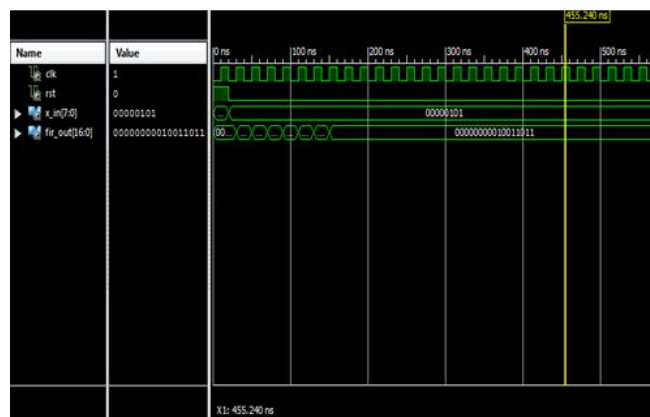 455.240 ns
Name Value 0 ns 100 ns 200 ns 300 ns 400 ns 500 ns
clk 1
rst 0
x_in[7:0] 00000101 ... 00000101
fir_out[16:0] 00000000010011011 00... ... ... ... ... ... ... 00000000010011011
X1: 455.240 ns